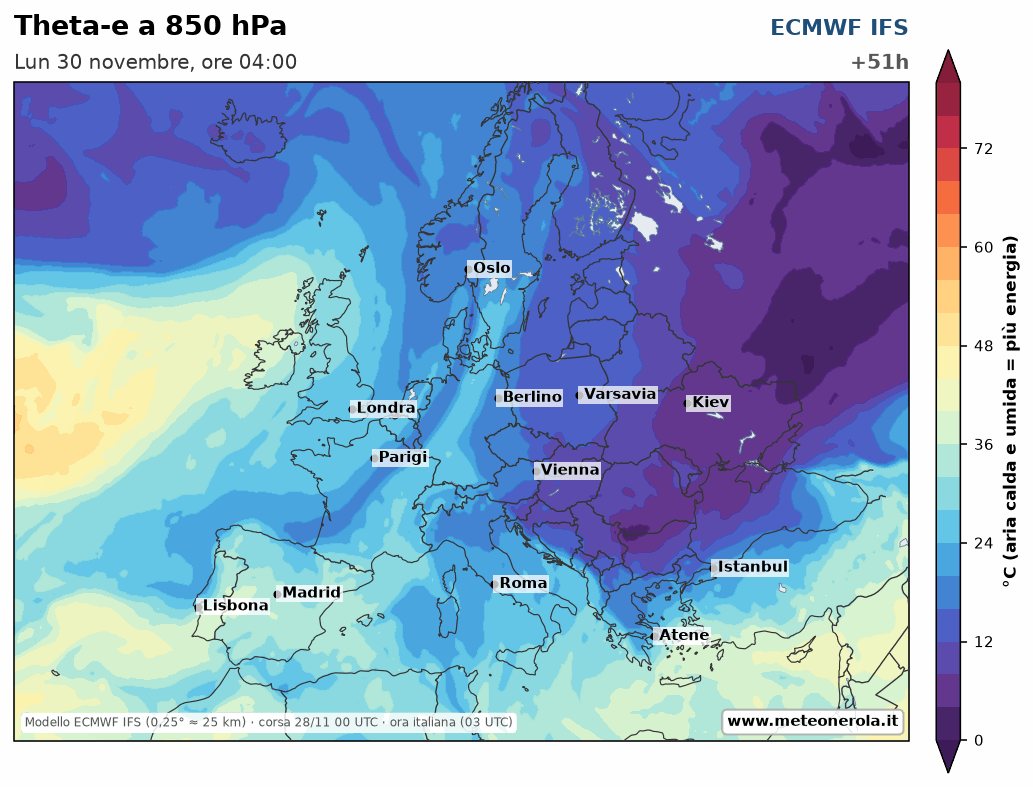 Theta-e a 850 hPa
ECMWF IFS
Lun 30 novembre, ore 04:00
+51h
72
60
48
36
24
12
0
°C (aria calda e umida = più energia)
Oslo
Berlino
Varsavia
Kiev
Londra
Parigi
Vienna
Istanbul
Roma
Madrid
Lisbona
Atene
Modello ECMWF IFS (0,25° ≈ 25 km) · corsa 28/11 00 UTC · ora italiana (03 UTC)
www.meteonerola.it